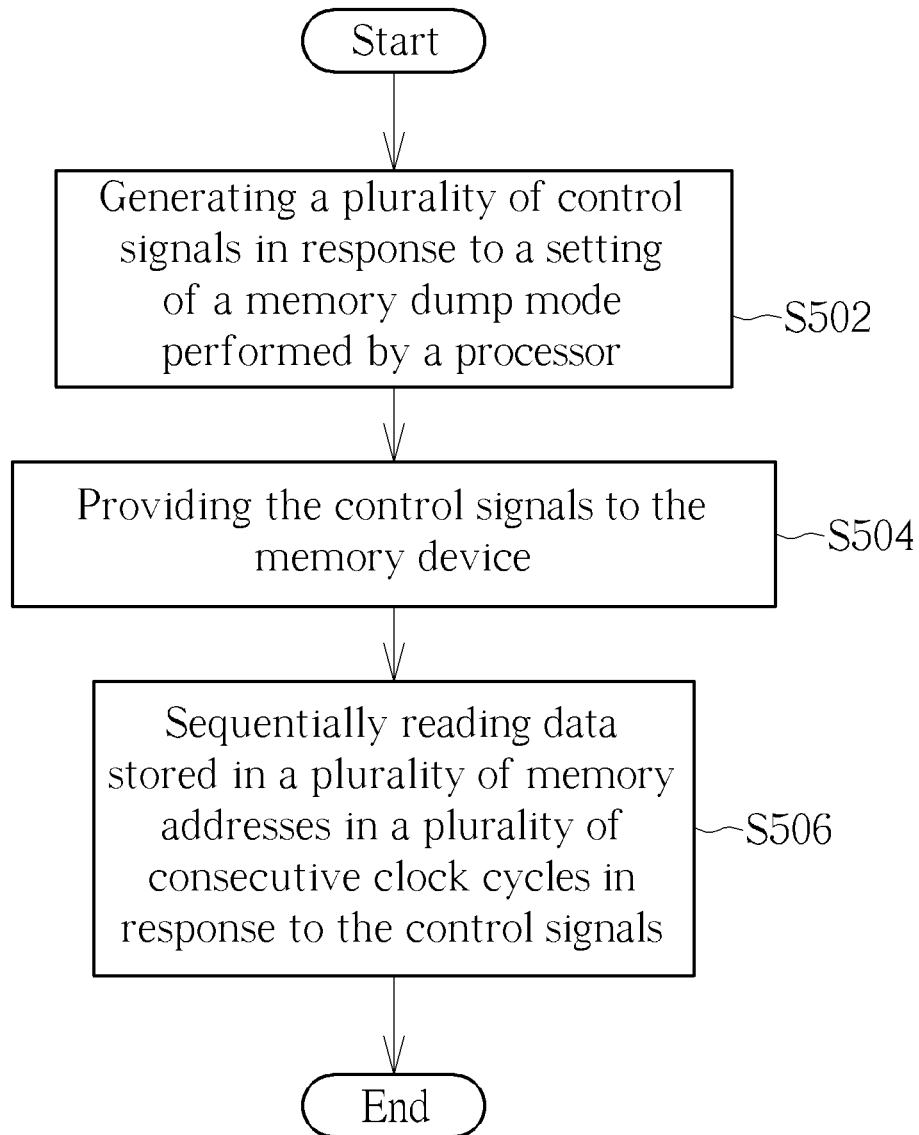 Start
Generating a plurality of control
signals in response to a setting
of a memory dump mode
performed by a processor
S502
Providing the control signals to the
memory device
S504
Sequentially reading data
stored in a plurality of memory
addresses in a plurality of
consecutive clock cycles in
response to the control signals
S506
End